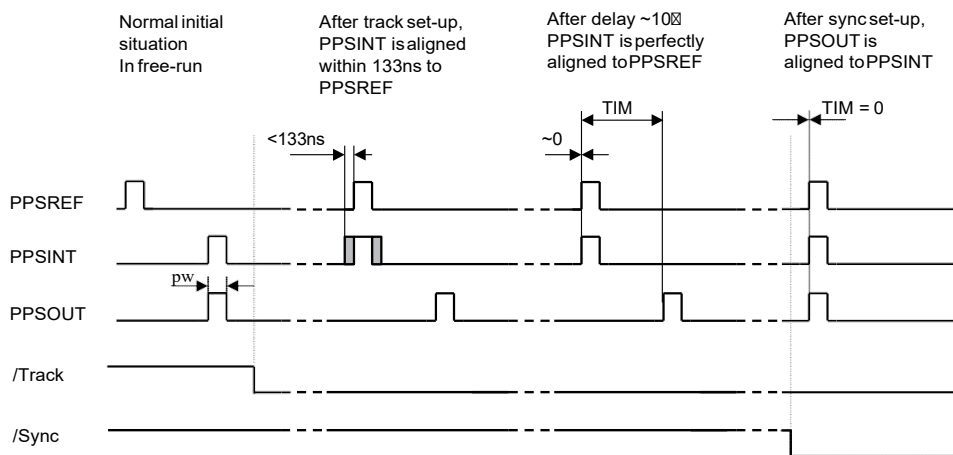 Normal initial
situation
In free-run
After track set-up,
PPSINT is aligned
within 133ns to
PPSREF
After delay ~10
PPSINT is perfectly
aligned to PPSREF
After sync set-up,
PPSOUT is
aligned to PPSINT
<133ns
~0
TIM
TIM = 0
PPSREF
PPSINT
pw
PPSOUT
/Track
/Sync